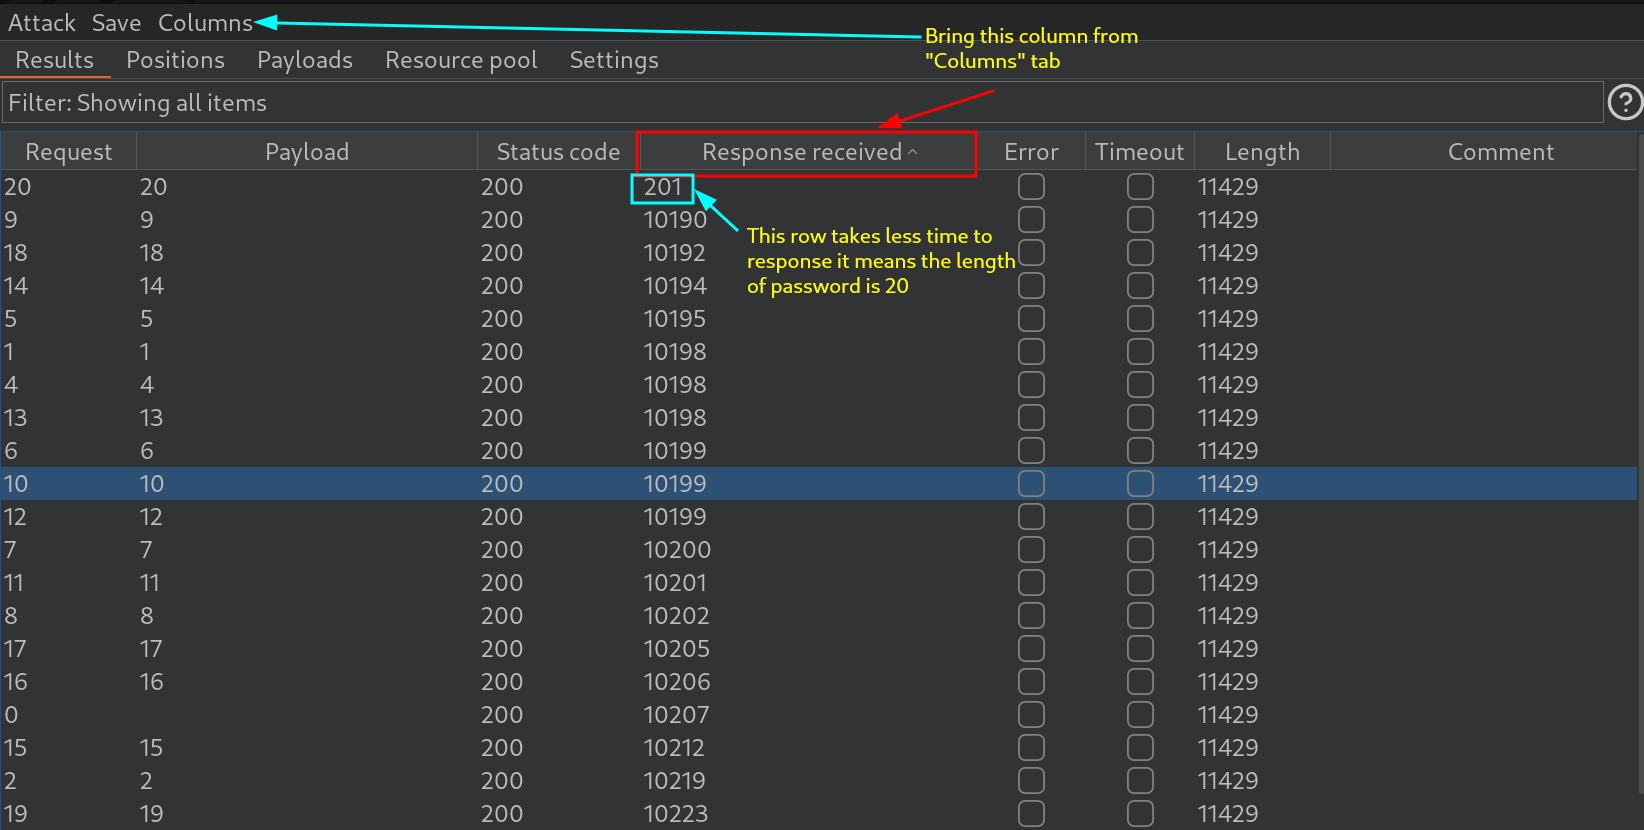 Attack Save Columns
Bring this column from
"Columns" tab
Results Positions Payloads Resource pool Settings
Filter: Showing all items ?
Request Payload Status code Response received ^ Error Timeout Length Comment
20 20 200 201 11429
9 9 200 10190 11429
This row takes less time to
response it means the length
of password is 20
18 18 200 10192 11429
14 14 200 10194 11429
5 5 200 10195 11429
1 1 200 10198 11429
4 4 200 10198 11429
13 13 200 10198 11429
6 6 200 10199 11429
10 10 200 10199 11429
12 12 200 10199 11429
7 7 200 10200 11429
11 11 200 10201 11429
8 8 200 10202 11429
17 17 200 10205 11429
16 16 200 10206 11429
0 200 10207 11429
15 15 200 10212 11429
2 2 200 10219 11429
19 19 200 10223 11429